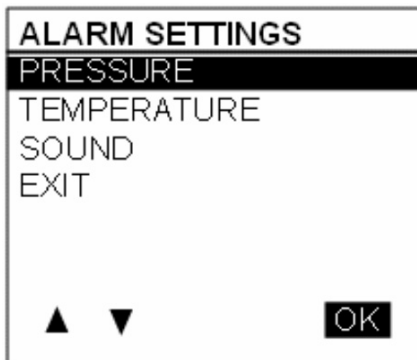 ALARM SETTINGS
PRESSURE
TEMPERATURE
SOUND
EXIT
▲ ▼ OK